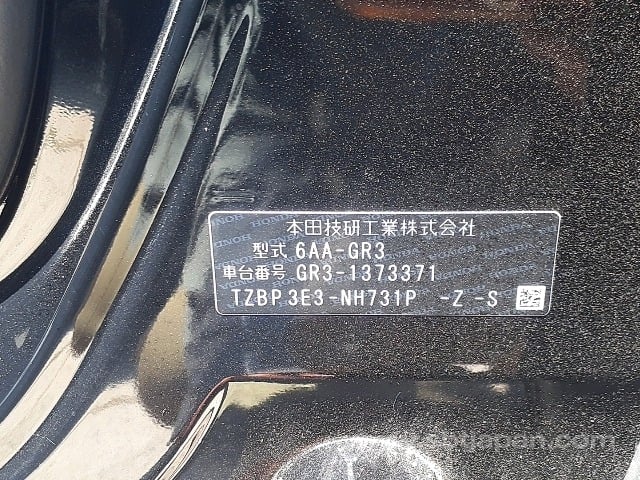 本田技研工業株式会社
型式 6AA-GR3
車台番号 GR3-1373371
TZBP 3E3-NH731P -Z -S